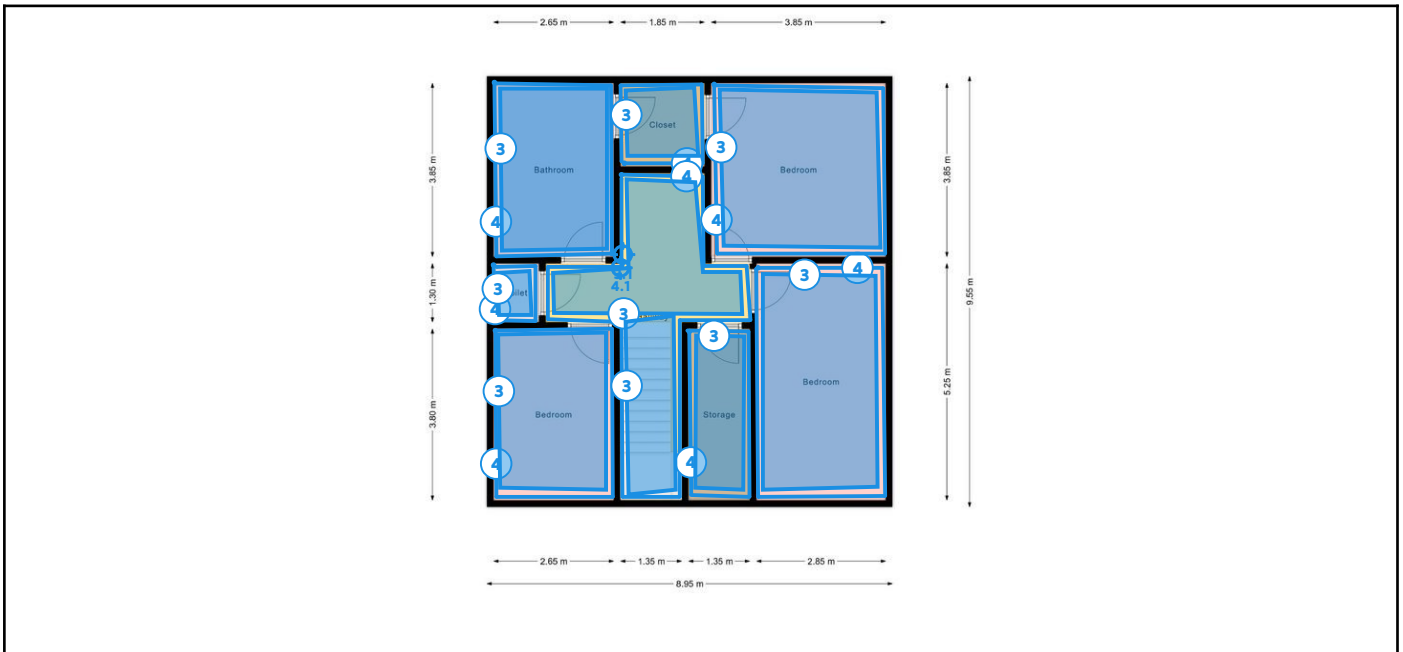 2.65 m 1.85 m 3.85 m
3 Closet
3 3
Bathroom Bedroom
4
3.85 m 3.85 m
4 4
4
3 3
4.1
1.30 m 9.55 m
3
3
Bedroom
3 3
5.25 m
3.80 m Bedroom Storage
4 4
2.65 m 1.35 m 1.35 m 2.85 m
8.95 m